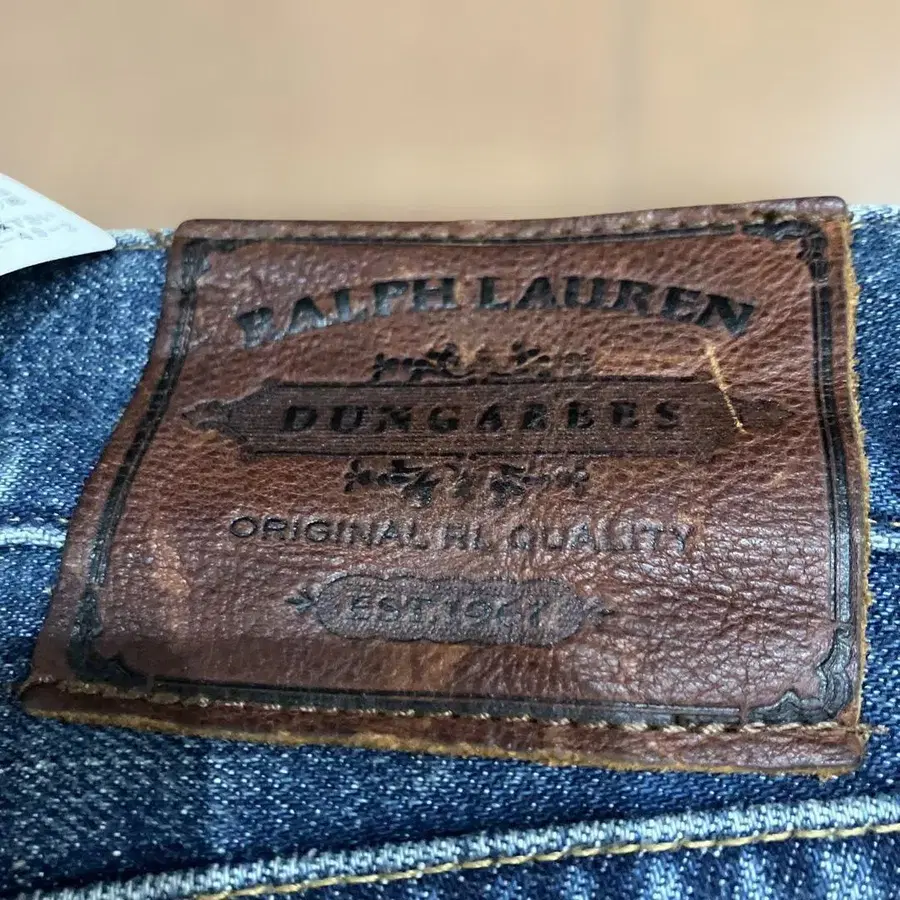 RALPH LAUREN
DUNGAREES
ORIGINAL RL QUALITY
EST. 1967